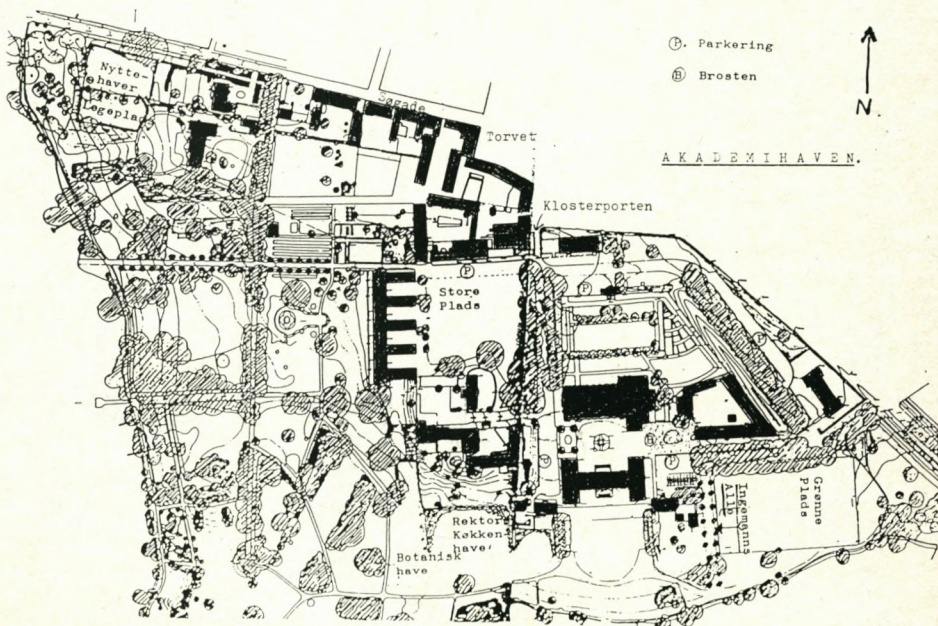 P. Parkering
B Brosten
N.
AKADEMIHAVEN.
Nytte-
haver
Legeplads
Søgade
Torvet
Klosterporten
P
P
P
Store
Plads
B
P
Ingemanns
Grønne
Plads
Rektors
Køkken-
have
Botanisk
have